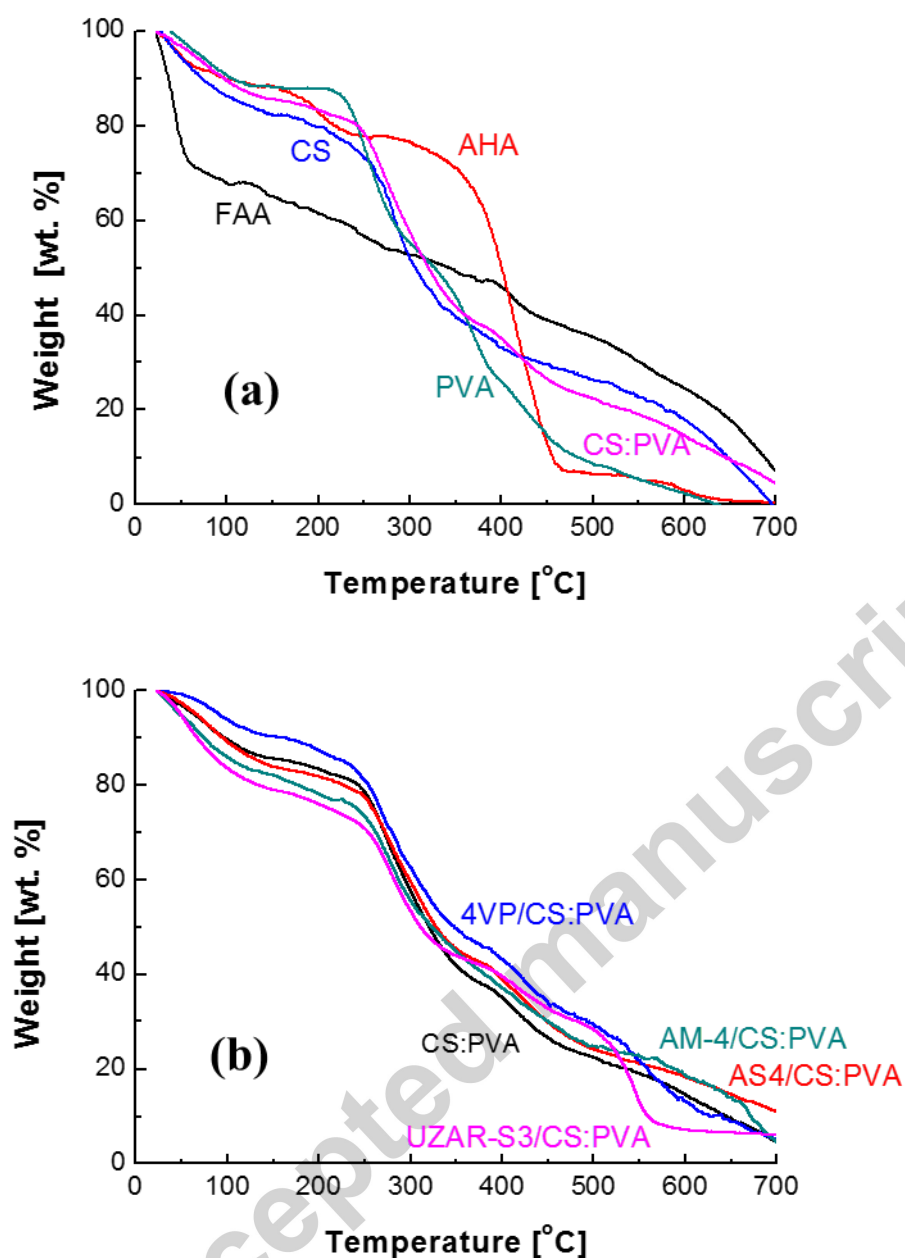 100
80
60
40
20
0
Weight [wt. %]
AHA
CS
FAA
PVA
CS:PVA
(a)
0 100 200 300 400 500 600 700
Temperature [°C]
100
80
60
40
20
0
Weight [wt. %]
4VP/CS:PVA
CS:PVA
AM-4/CS:PVA
AS4/CS:PVA
UZAR-S3/CS:PVA
(b)
0 100 200 300 400 500 600 700
Temperature [°C]
cepted manuscri